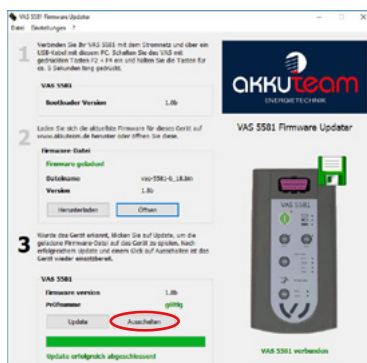 VAS 5581 Firmware Updater
Datei Einstellungen ?
1
Verbinden Sie Ihr VAS 5581 mit dem Stromnetz und über ein
USB-Kabel mit diesem PC. Schalten Sie das VAS mit
gedrückten Tasten F2 + F4 ein und halten Sie die Tasten für
ca. 5 Sekunden lang gedrückt.
VAS 5581
Bootloader Version 1.0b
2
Laden Sie sich die aktuellste Firmware für dieses Gerät auf
www.akkuteam.de herunter oder öffnen Sie diese.
Firmware-Datei
Firmware geladen!
Dateiname vas-5581-b_18.bin
Version 1.8b
Herunterladen Öffnen
3
Wurde das Gerät erkannt, klicken Sie auf Update, um die
geladene Firmware-Datei auf das Gerät zu spielen. Nach
erfolgreichem Update und einem Klick auf Ausschalten ist das
Gerät wieder einsatzbereit.
VAS 5581
Firmware version 1.8b
Prüfsumme gültig
Update Ausschalten
Update erfolgreich abgeschlossen!
akkuteam
ENERGIETECHNIK
VAS 5581 Firmware Updater
VAS 5581
VAS 5581 verbunden